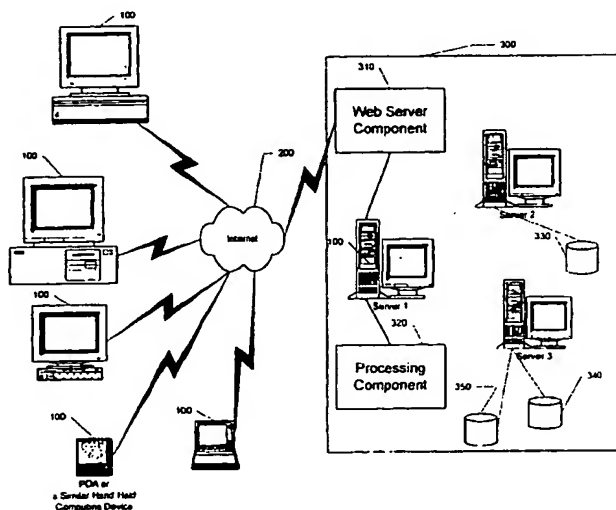 100
300
310
Web Server
Component
100
200
Internet
Server 2
330
100
Server 1
100
320
Server 3
Processing
Component
350
340
100
100
PDA or
a Similar Hand Held
Computing Device